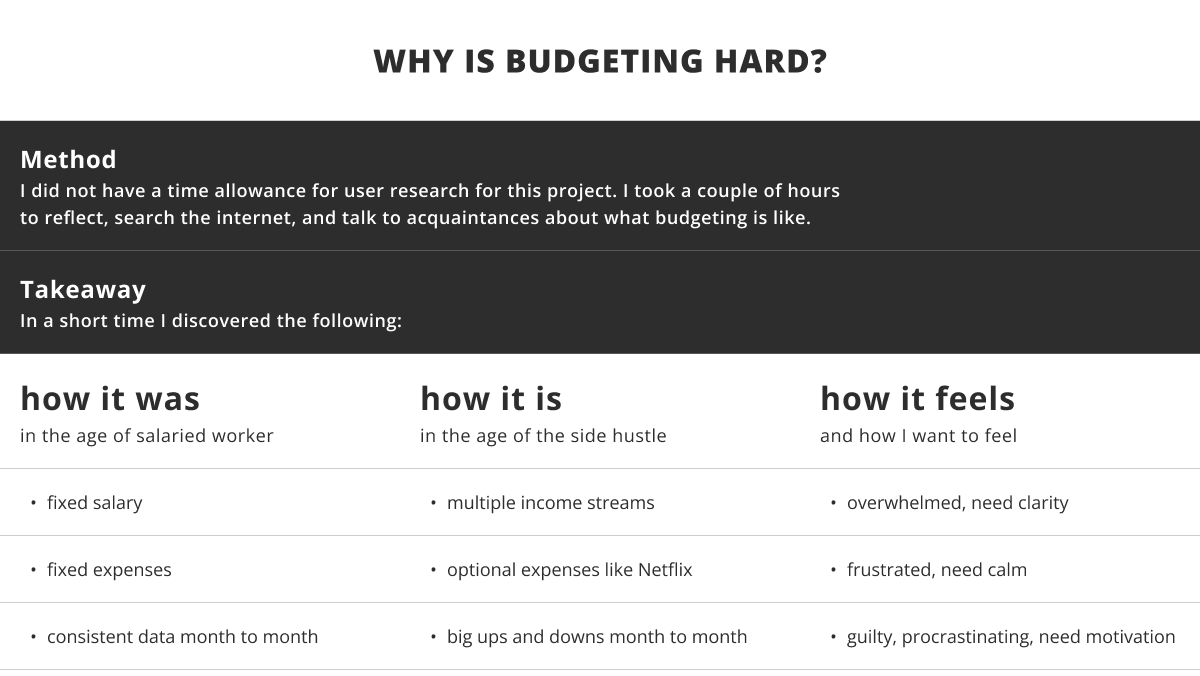 WHY IS BUDGETING HARD?
Method
I did not have a time allowance for user research for this project. I took a couple of hours
to reflect, search the internet, and talk to acquaintances about what budgeting is like.
Takeaway
In a short time I discovered the following:
how it was
in the age of salaried worker
• fixed salary
• fixed expenses
• consistent data month to month
how it is
in the age of the side hustle
• multiple income streams
• optional expenses like Netflix
• big ups and downs month to month
how it feels
and how I want to feel
• overwhelmed, need clarity
• frustrated, need calm
• guilty, procrastinating, need motivation